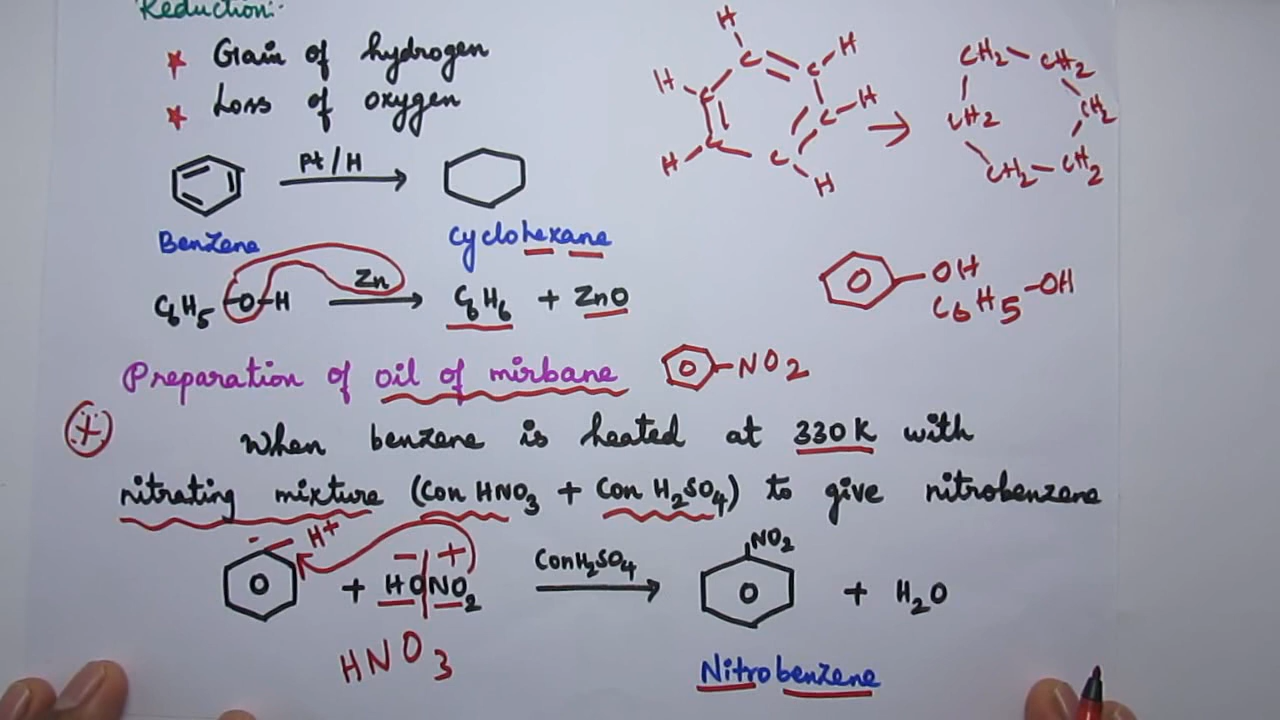 Reduction:-
★ Gain of hydrogen
★ Loss of oxygen
Pt/H
Benzene
Cyclohexane
C6H5-O-H Zn C6H6 + ZnO
H
H
H
H
H
H
C
C
C
C
C
C
CH2
CH2
CH2
CH2
CH2
CH2
OH
C6H5-OH
Preparation of oil of mirbane
NO2
+
When benzene is heated at 330K with
nitrating mixture (Con HNO3 + Con H2SO4) to give nitrobenzene
- H+
+ HONO2 - + ConH2SO4 NO2 + H2O
HNO3
Nitrobenzene